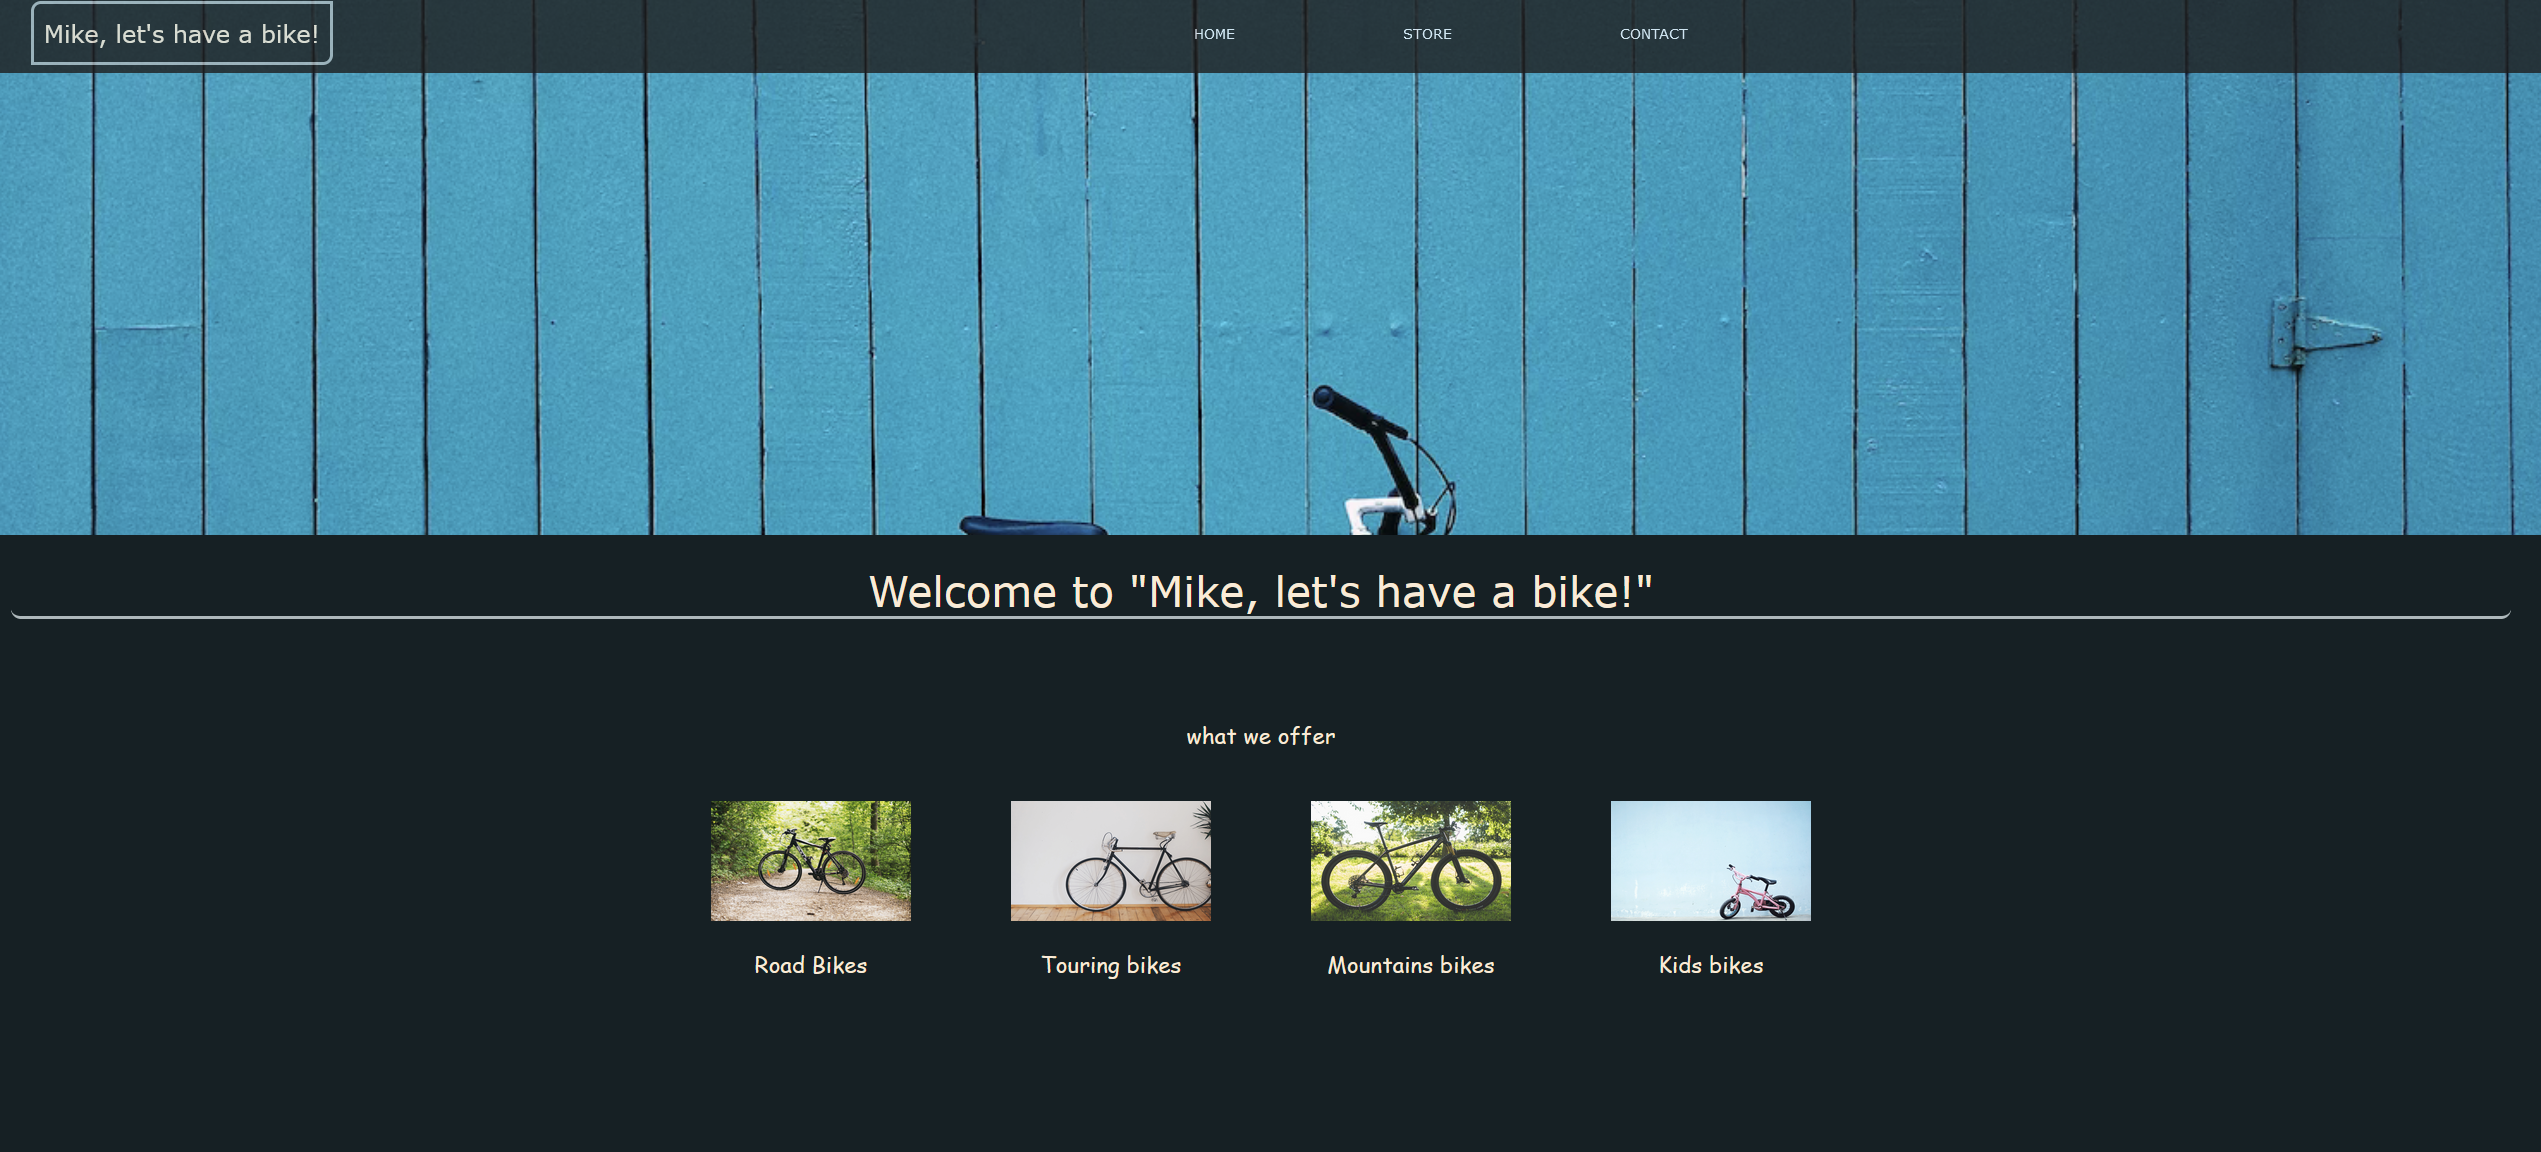 Mike, let's have a bike!
HOME STORE CONTACT
Welcome to "Mike, let's have a bike!"
what we offer
Road Bikes
Touring bikes
Mountains bikes
Kids bikes